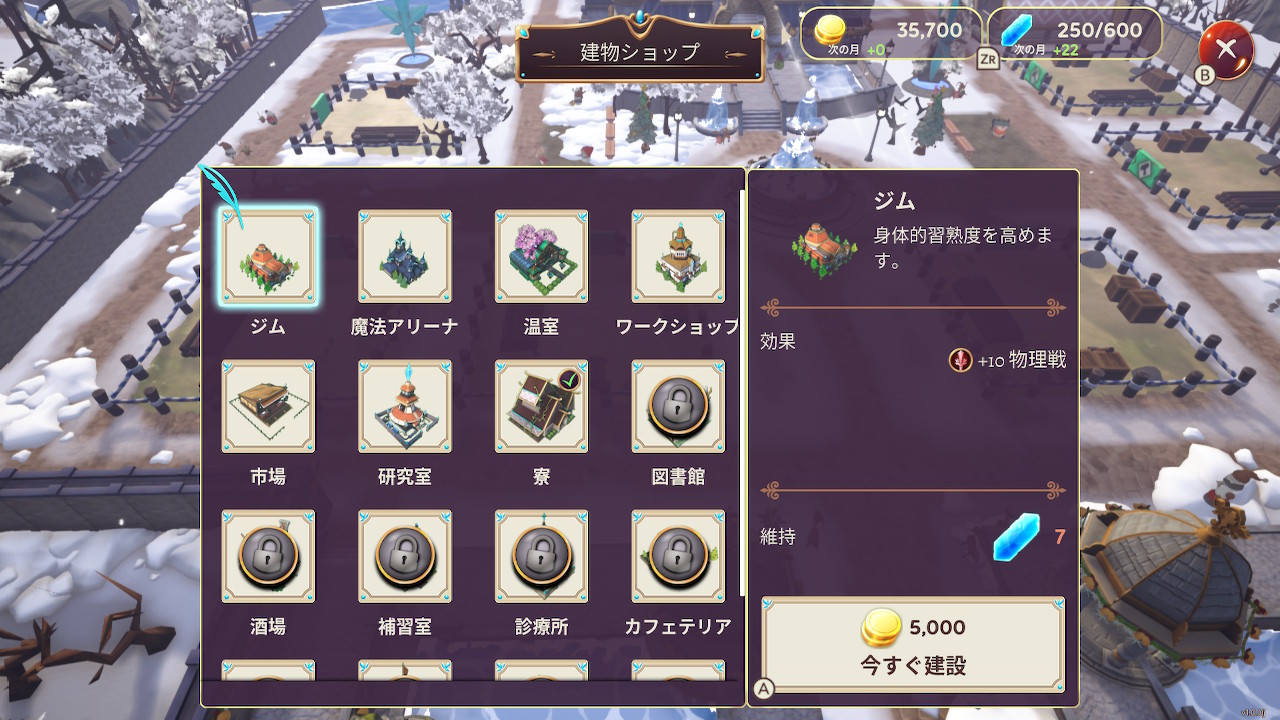 建物ショップ
35,700
次の月 +0
250/600
次の月 +22
ZR
B
ジム
魔法アリーナ
温室
ワークショップ
市場
研究室
寮
図書館
酒場
補習室
診療所
カフェテリア
ジム
身体的習熟度を高めま
す。
効果
+10 物理戦
維持
7
5,000
今すぐ建設
A